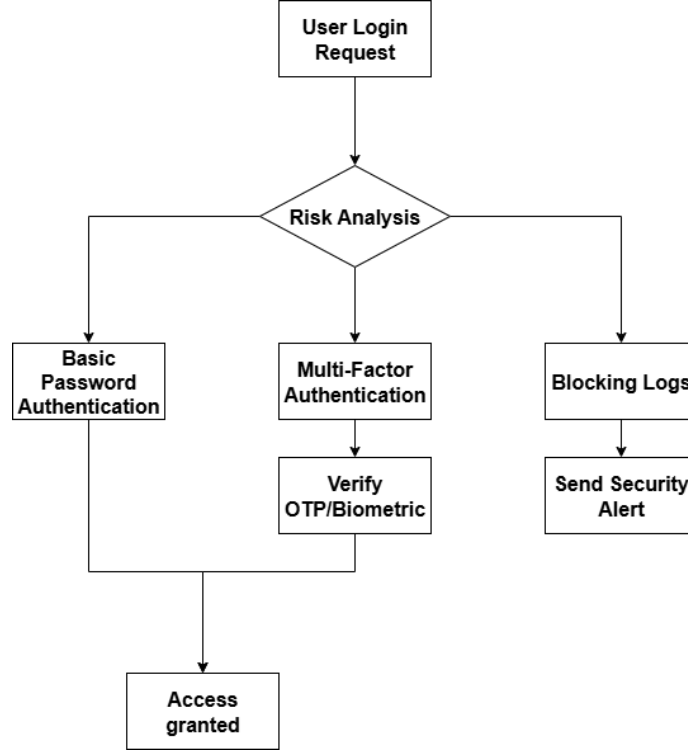 User Login
Request
Risk Analysis
Basic
Password
Authentication
Multi-Factor
Authentication
Blocking Logs
Verify
OTP/Biometric
Send Security
Alert
Access
granted